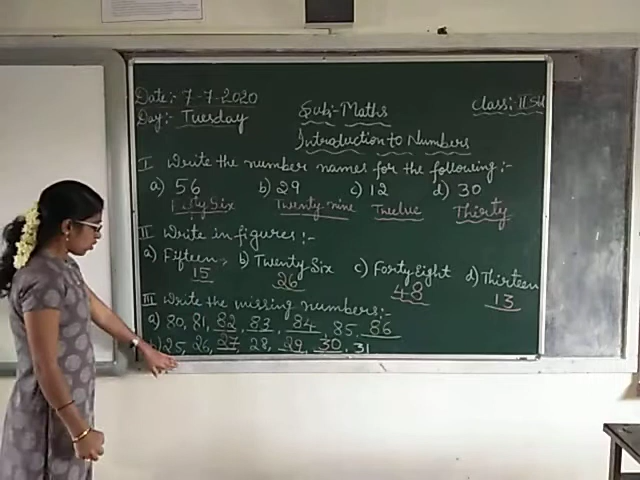 Date:- 7-7-2020
Day:- Tuesday
Sub:- Maths
Class:- II Std
Introduction to Numbers
I Write the number names for the following:-
a) 56 b) 29 c) 12 d) 30
Fifty Six Twenty nine Twelve Thirty
II Write in figures:-
a) Fifteen, b) Twenty Six c) Forty Eight d) Thirteen
15 26 48 13
III Write the missing numbers:-
a) 80, 81, 82, 83, 84, 85, 86
b) 25, 26, 27, 28, 29, 30, 31